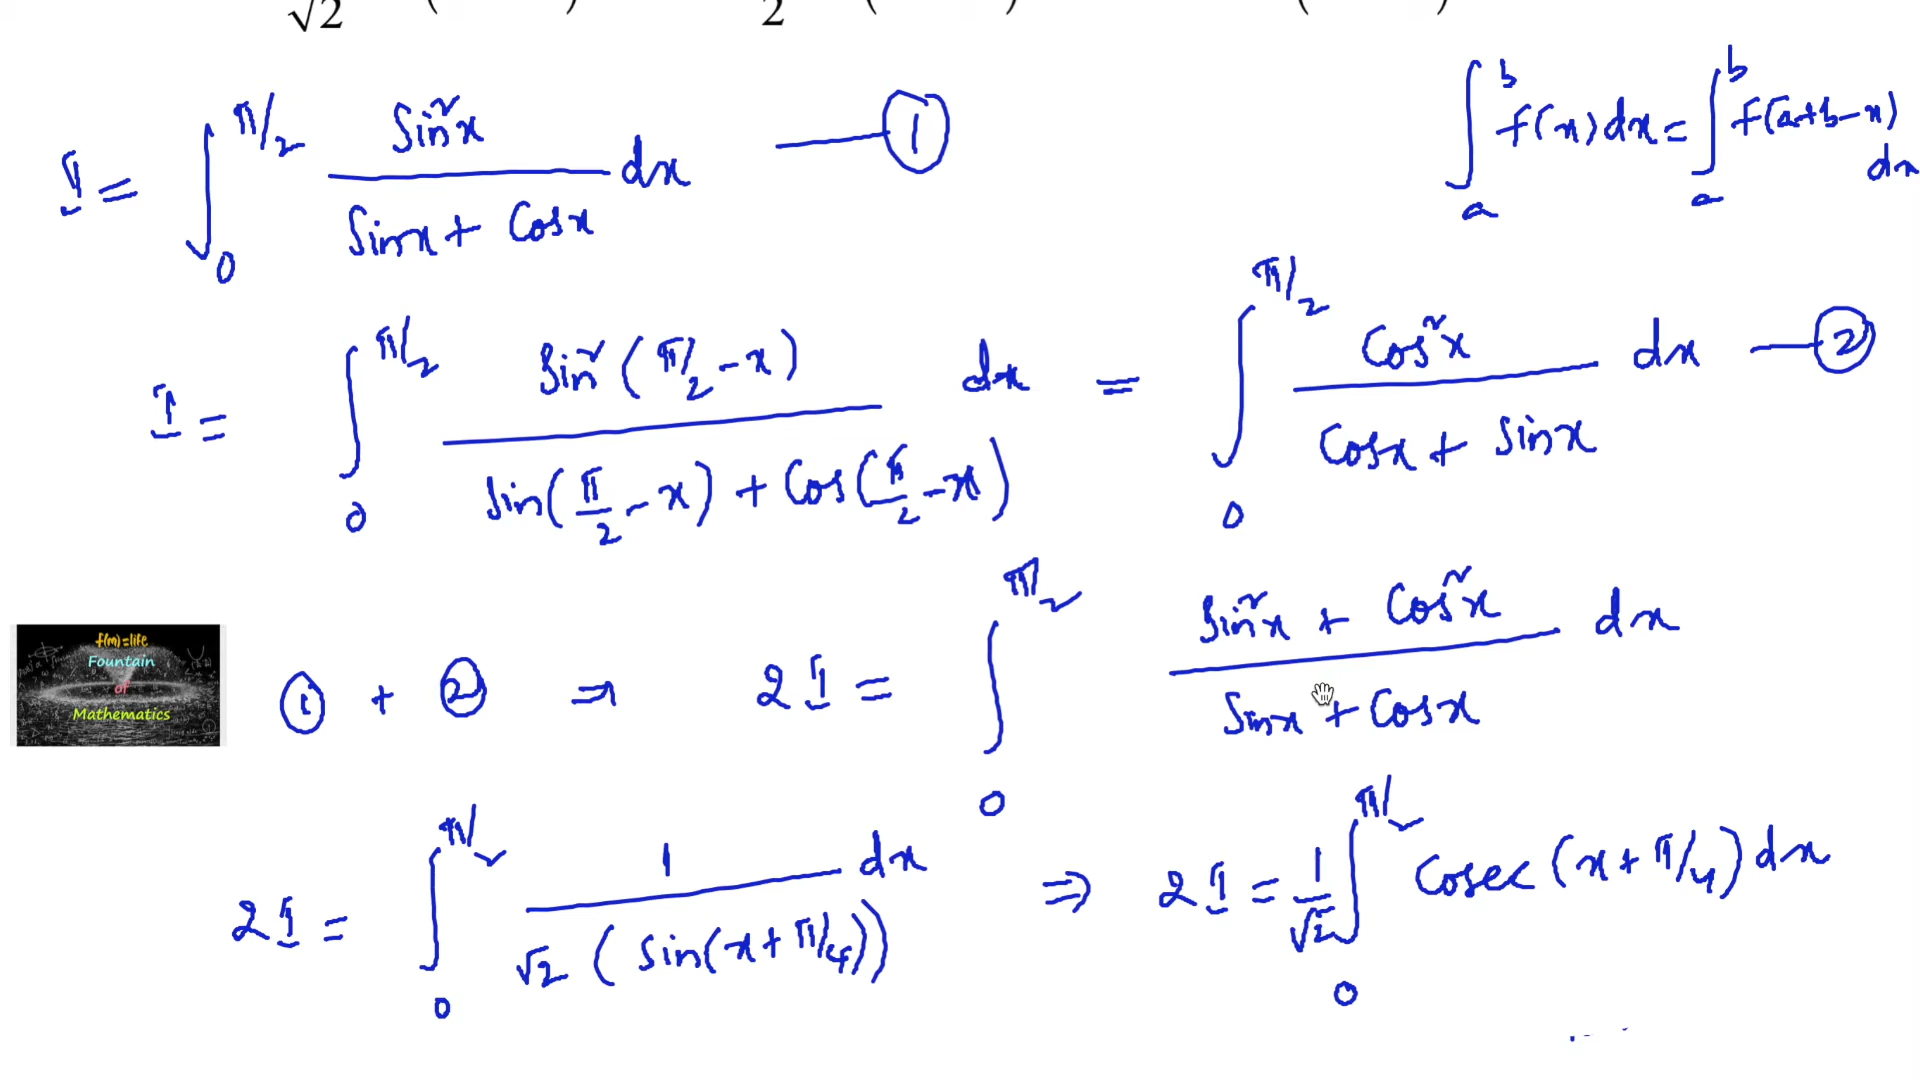 √2 ( ) 2 ( ) ( )
I = ∫₀^{π/2} Sin²x / (Sinx + Cosx) dx —— ①
∫ₐᵇ f(x)dx = ∫ₐᵇ f(a+b-x) dx
I = ∫₀^{π/2} Sin²(π/2 - x) / (Sin(π/2 - x) + Cos(π/2 - x)) dx = ∫₀^{π/2} Cos²x / (Cosx + Sinx) dx —— ②
f(m)=life
Fountain
of
Mathematics
① + ② ⇒ 2I = ∫₀^{π/2} (Sin²x + Cos²x) / (Sinx + Cosx) dx
2I = ∫₀^{π/2} 1 / (√2 (Sin(x + π/4))) dx ⇒ 2I = 1/√2 ∫₀^{π/2} Cosec (x + π/4) dx